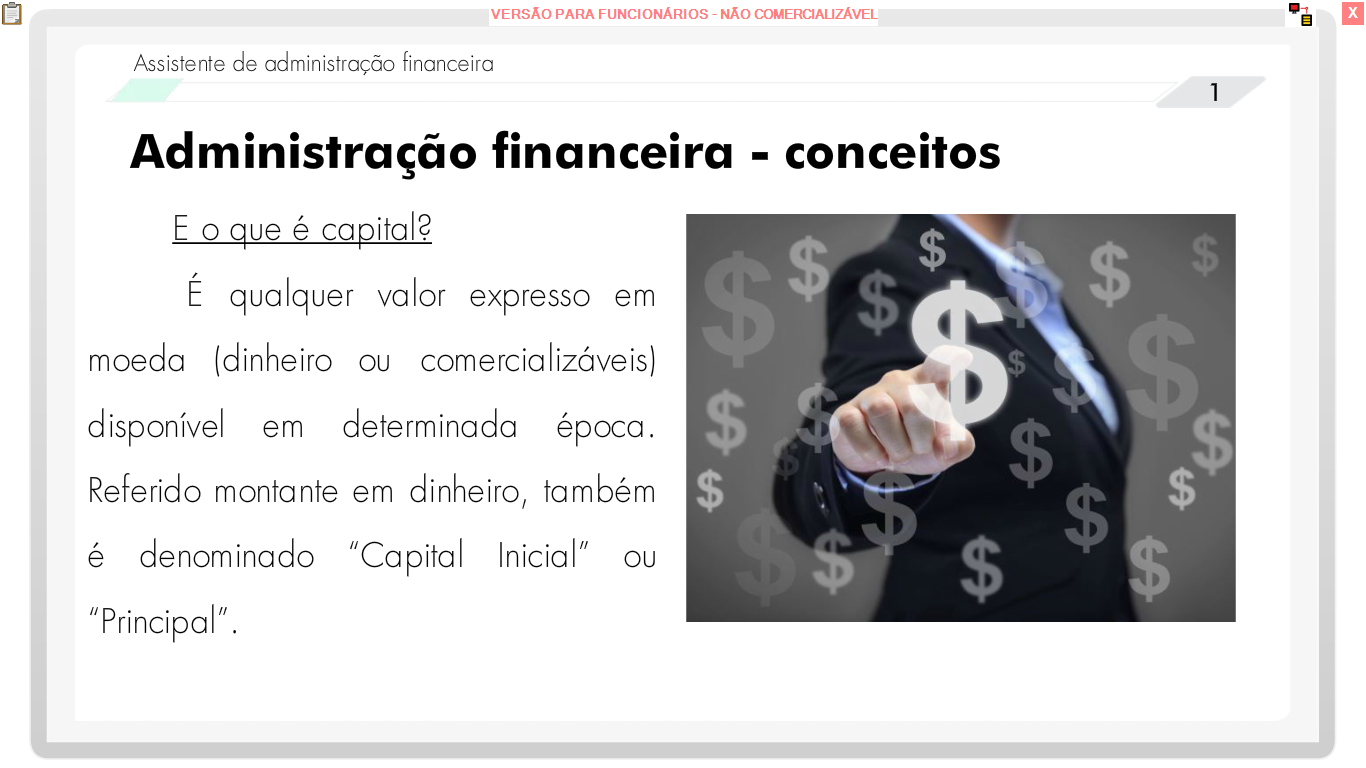 VERSÃO PARA FUNCIONÁRIOS - NÃO COMERCIALIZÁVEL
X
Assistente de administração financeira
1
Administração financeira - conceitos
E o que é capital?
É qualquer valor expresso em
moeda (dinheiro ou comercializáveis)
disponível em determinada época.
Referido montante em dinheiro, também
é denominado “Capital Inicial” ou
“Principal”.